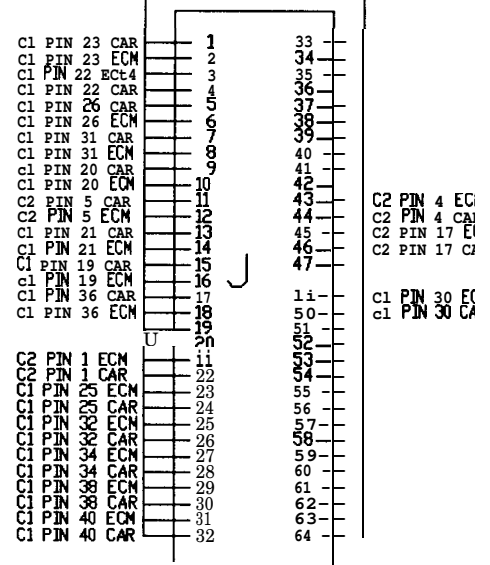 C1 PIN 23 CAR 1 33
C1 PIN 23 ECM 2 34
C1 PIN 22 ECt4 3 35
C1 PIN 22 CAR 4 36
C1 PIN 26 CAR 5 37
C1 PIN 26 ECM 6 38
C1 PIN 31 CAR 7 39
C1 PIN 31 ECM 8 40
c1 PIN 20 CAR 9 41
C1 PIN 20 ECM 10 42
C2 PIN 5 CAR 11 43 C2 PIN 4
C2 PIN 5 ECM 12 44 C2 PIN 4
C1 PIN 21 CAR 13 45 C2 PIN 17
C1 PIN 21 ECM 14 46 C2 PIN 17
C1 PIN 19 CAR 15 47
c1 PIN 19 ECM 16
C1 PIN 36 CAR 17 1i C1 PIN 30
C1 PIN 36 ECM 18 50 c1 PIN 30
19 51
U 20 52
C2 PIN 1 ECM ii 53
C2 PIN 1 CAR 22 54
C1 PIN 25 ECM 23 55
C1 PIN 25 CAR 24 56
C1 PIN 32 ECM 25 57
C1 PIN 32 CAR 26 58
C1 PIN 34 ECM 27 59
C1 PIN 34 CAR 28 60
C1 PIN 38 ECM 29 61
C1 PIN 38 CAR 30 62
C1 PIN 40 ECM 31 63
C1 PIN 40 CAR 32 64